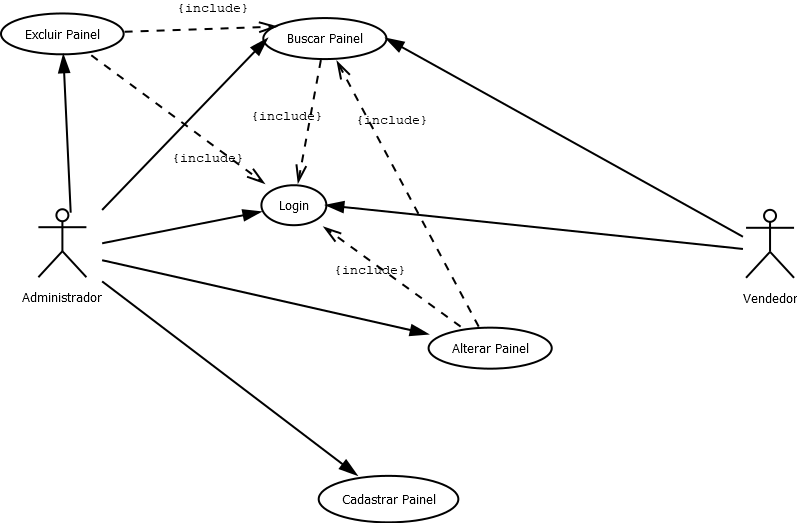 {include}
Excluir Painel
Buscar Painel
{include}
{include}
{include}
Login
{include}
Administrador
Vendedor
Alterar Painel
Cadastrar Painel